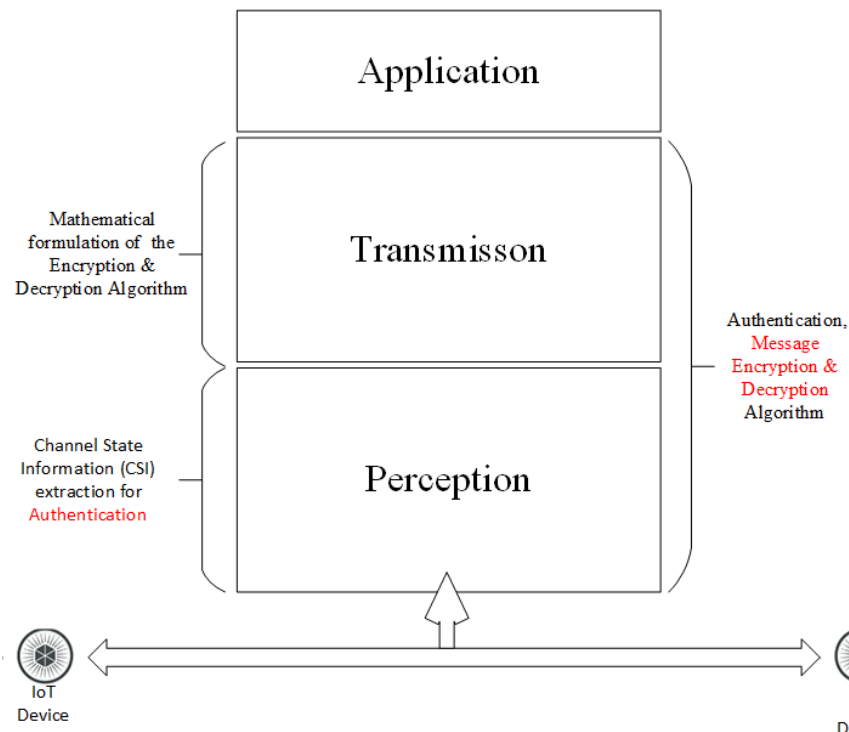 Application
Mathematical
formulation of the
Encryption &
Decryption Algorithm
Transmisson
Authentication,
Message
Encryption &
Decryption
Algorithm
Channel State
Information (CSI)
extraction for
Authentication
Perception
IoT
Device